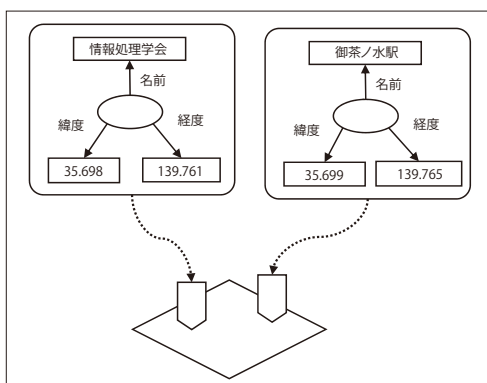 情報処理学会
名前
緯度
経度
35.698
139.761
御茶ノ水駅
名前
緯度
経度
35.699
139.765